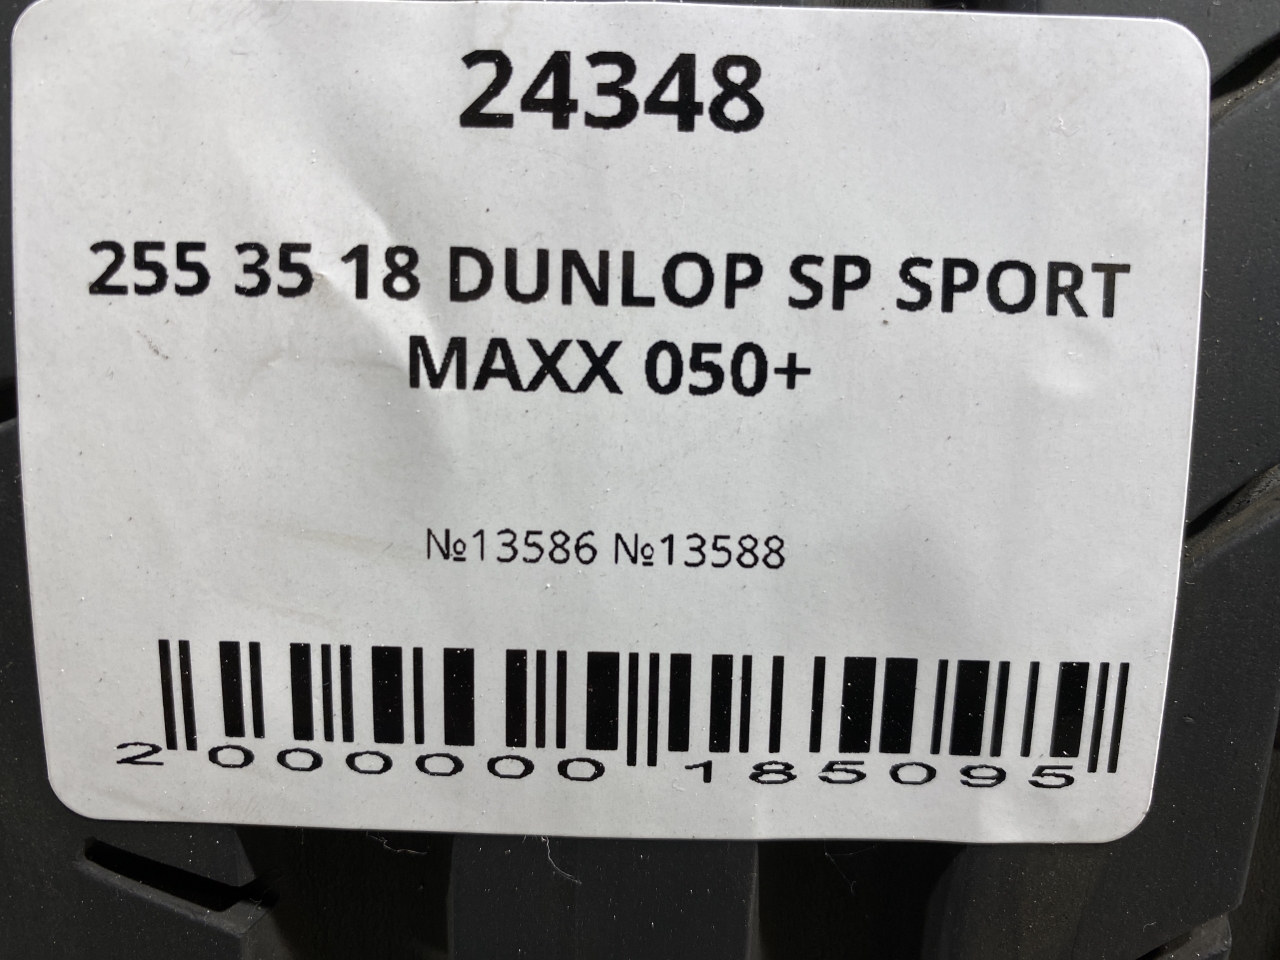 24348
255 35 18 DUNLOP SP SPORT
MAXX 050+
№13586 №13588
2 000000 185095